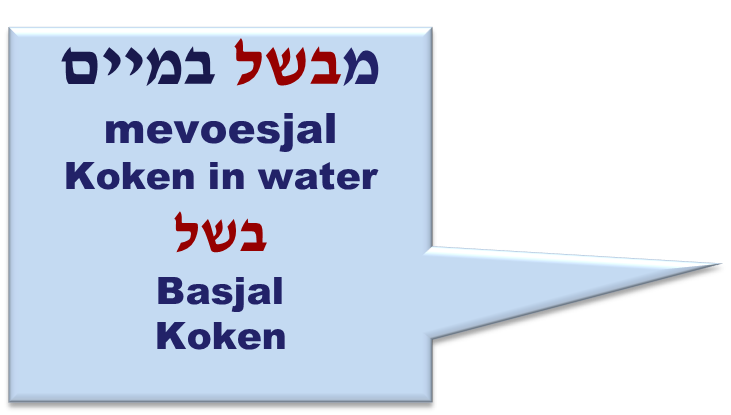 מבשל במיים
mevoesjal
Koken in water
בשל
Basjal
Koken